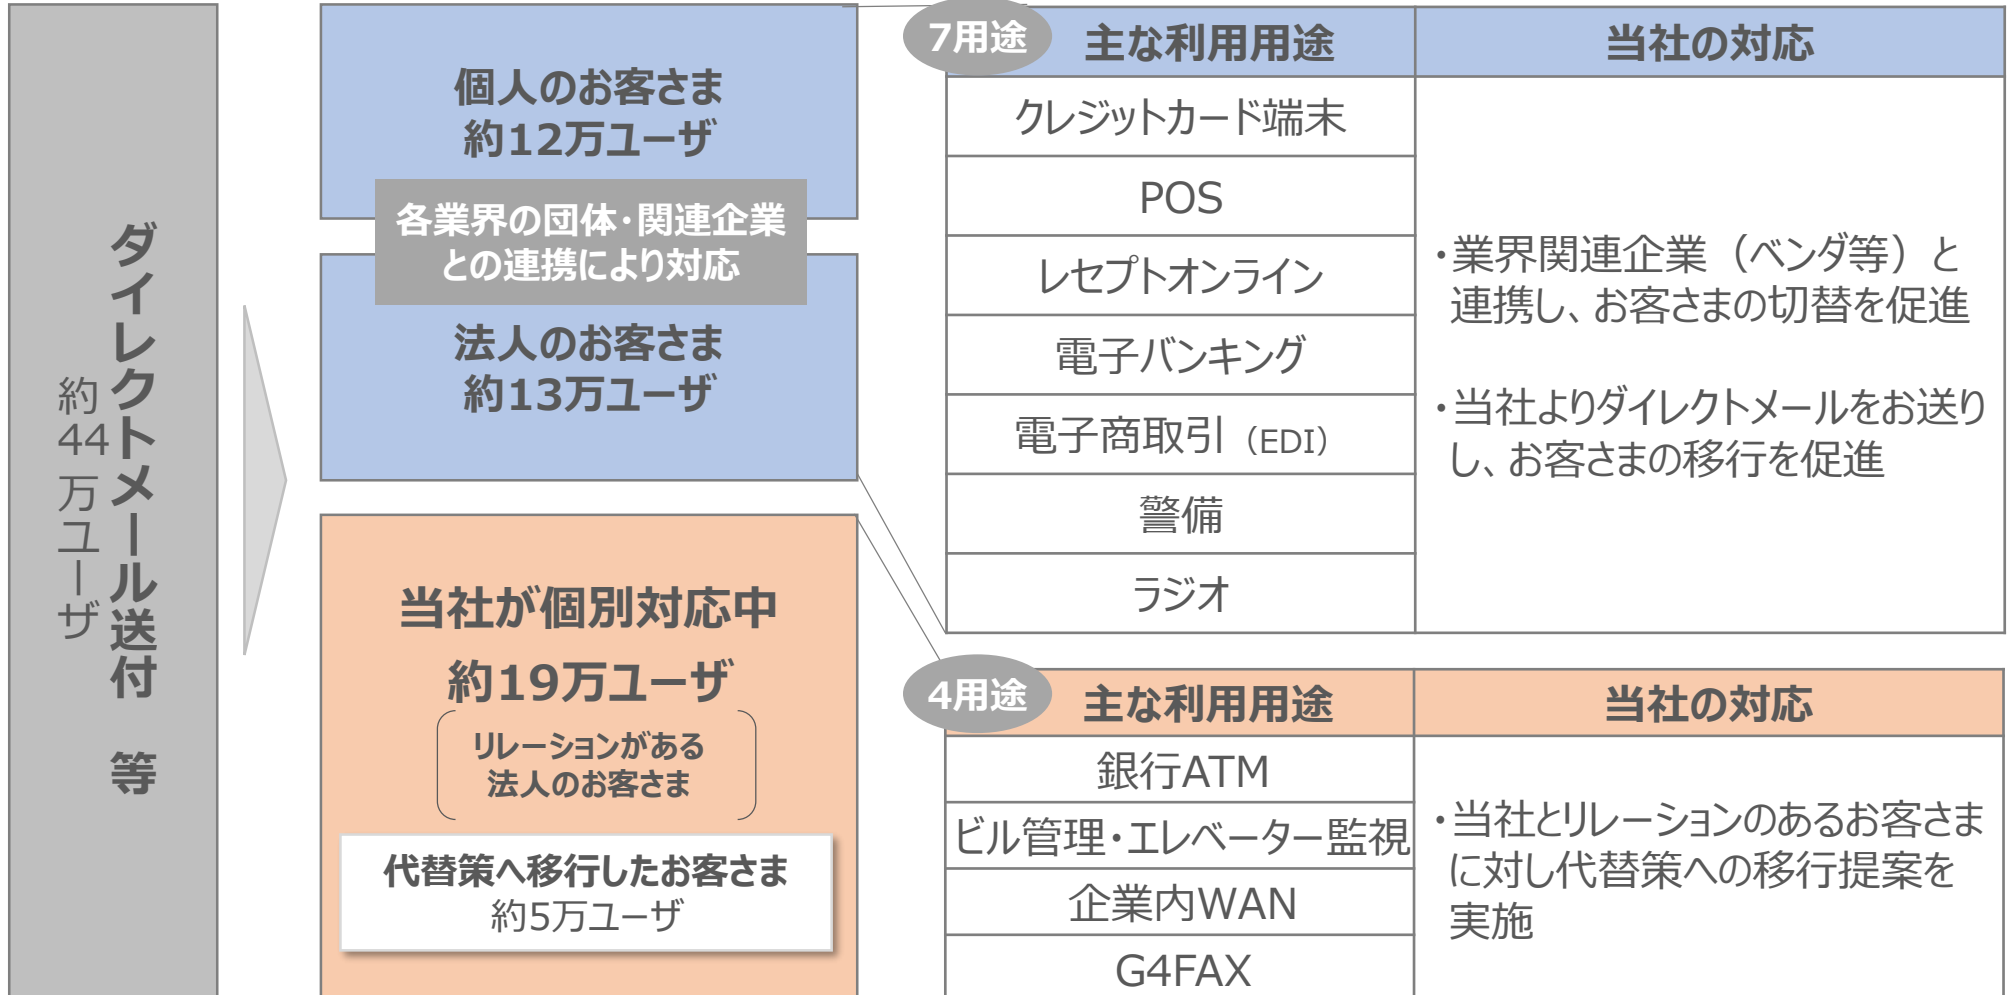 ダイレクトメール送付 等
約44万ユーザ
個人のお客さま
約12万ユーザ
各業界の団体・関連企業
との連携により対応
法人のお客さま
約13万ユーザ
当社が個別対応中
約19万ユーザ
リレーションがある
法人のお客さま
代替策へ移行したお客さま
約5万ユーザ
7用途
主な利用用途
当社の対応
クレジットカード端末
POS
レセプトオンライン
電子バンキング
電子商取引（EDI）
警備
ラジオ
・業界関連企業（ベンダ等）と
連携し、お客さまの切替を促進
・当社よりダイレクトメールをお送り
し、お客さまの移行を促進
4用途
主な利用用途
当社の対応
銀行ATM
ビル管理・エレベーター監視
企業内WAN
G4FAX
・当社とリレーションのあるお客さま
に対し代替策への移行提案を
実施